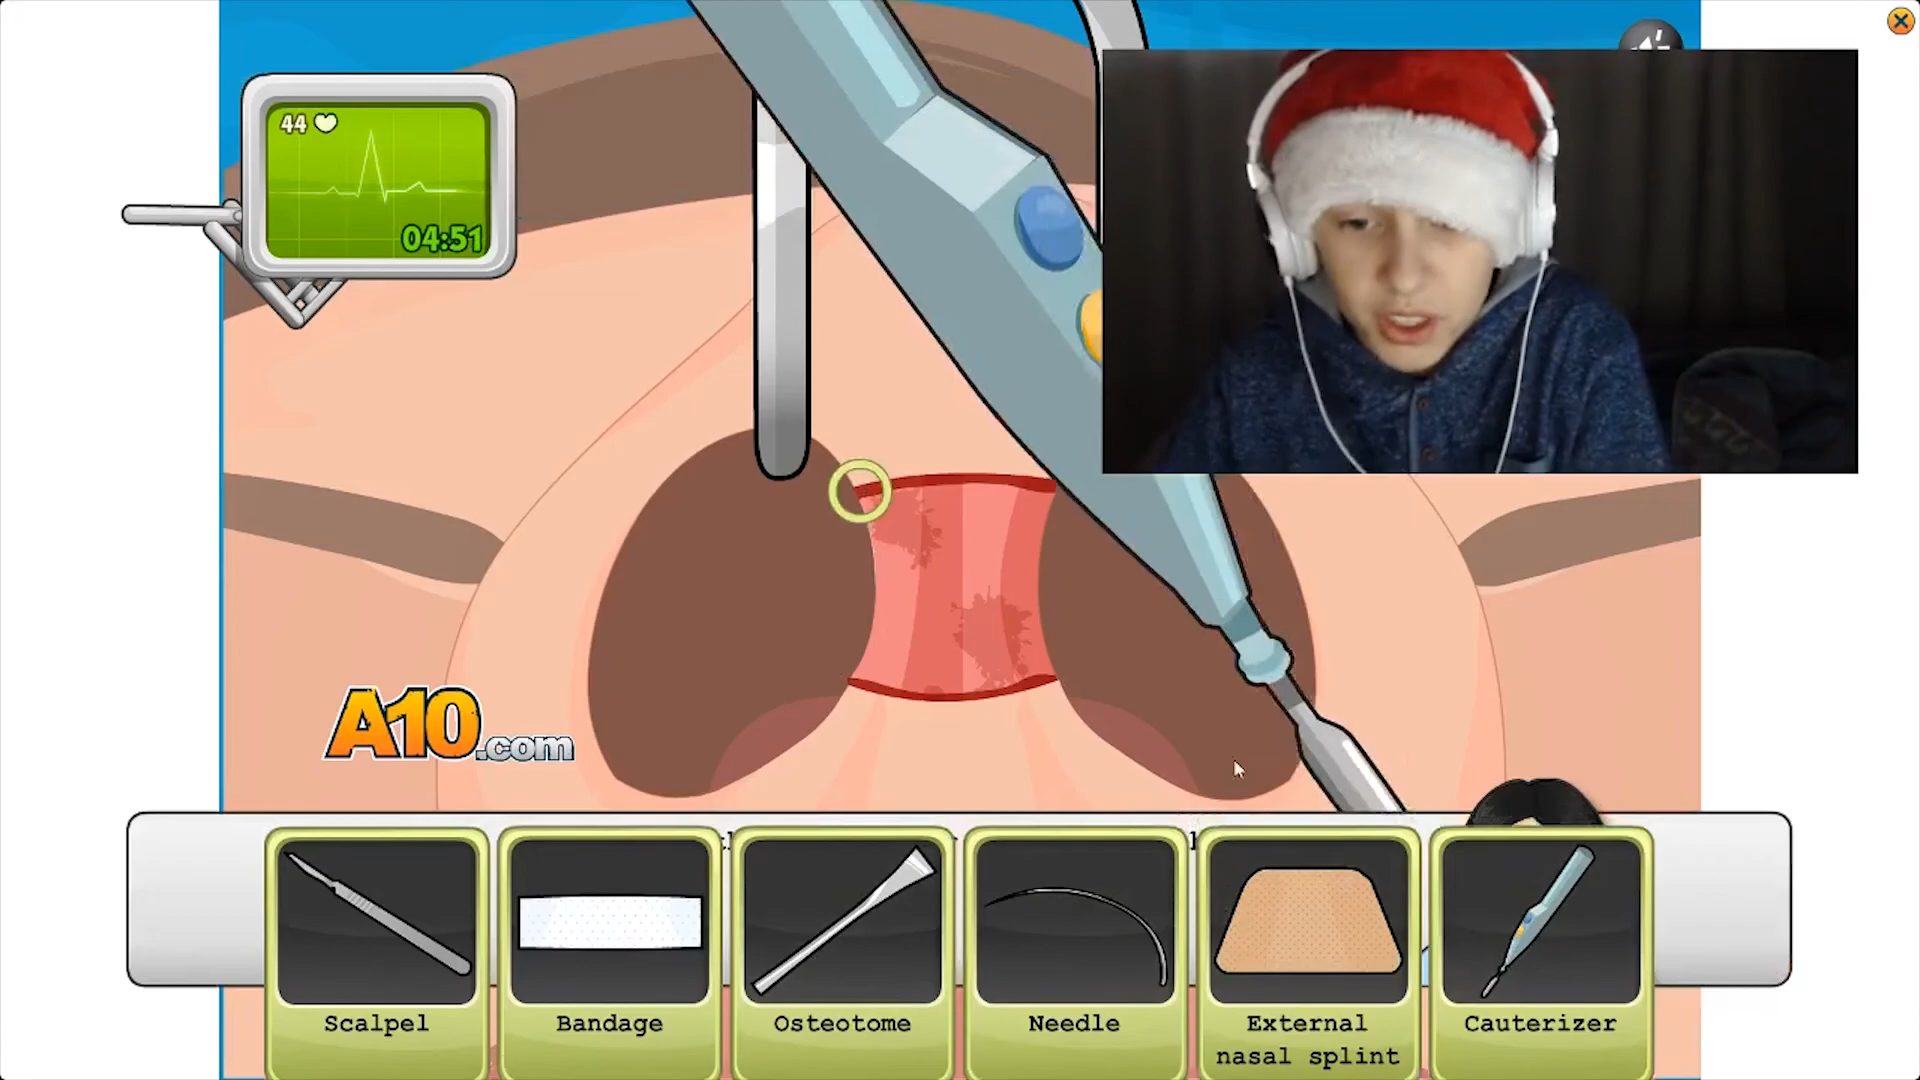 44
04:51
A10.com
Scalpel
Bandage
Osteotome
Needle
External
nasal splint
Cauterizer